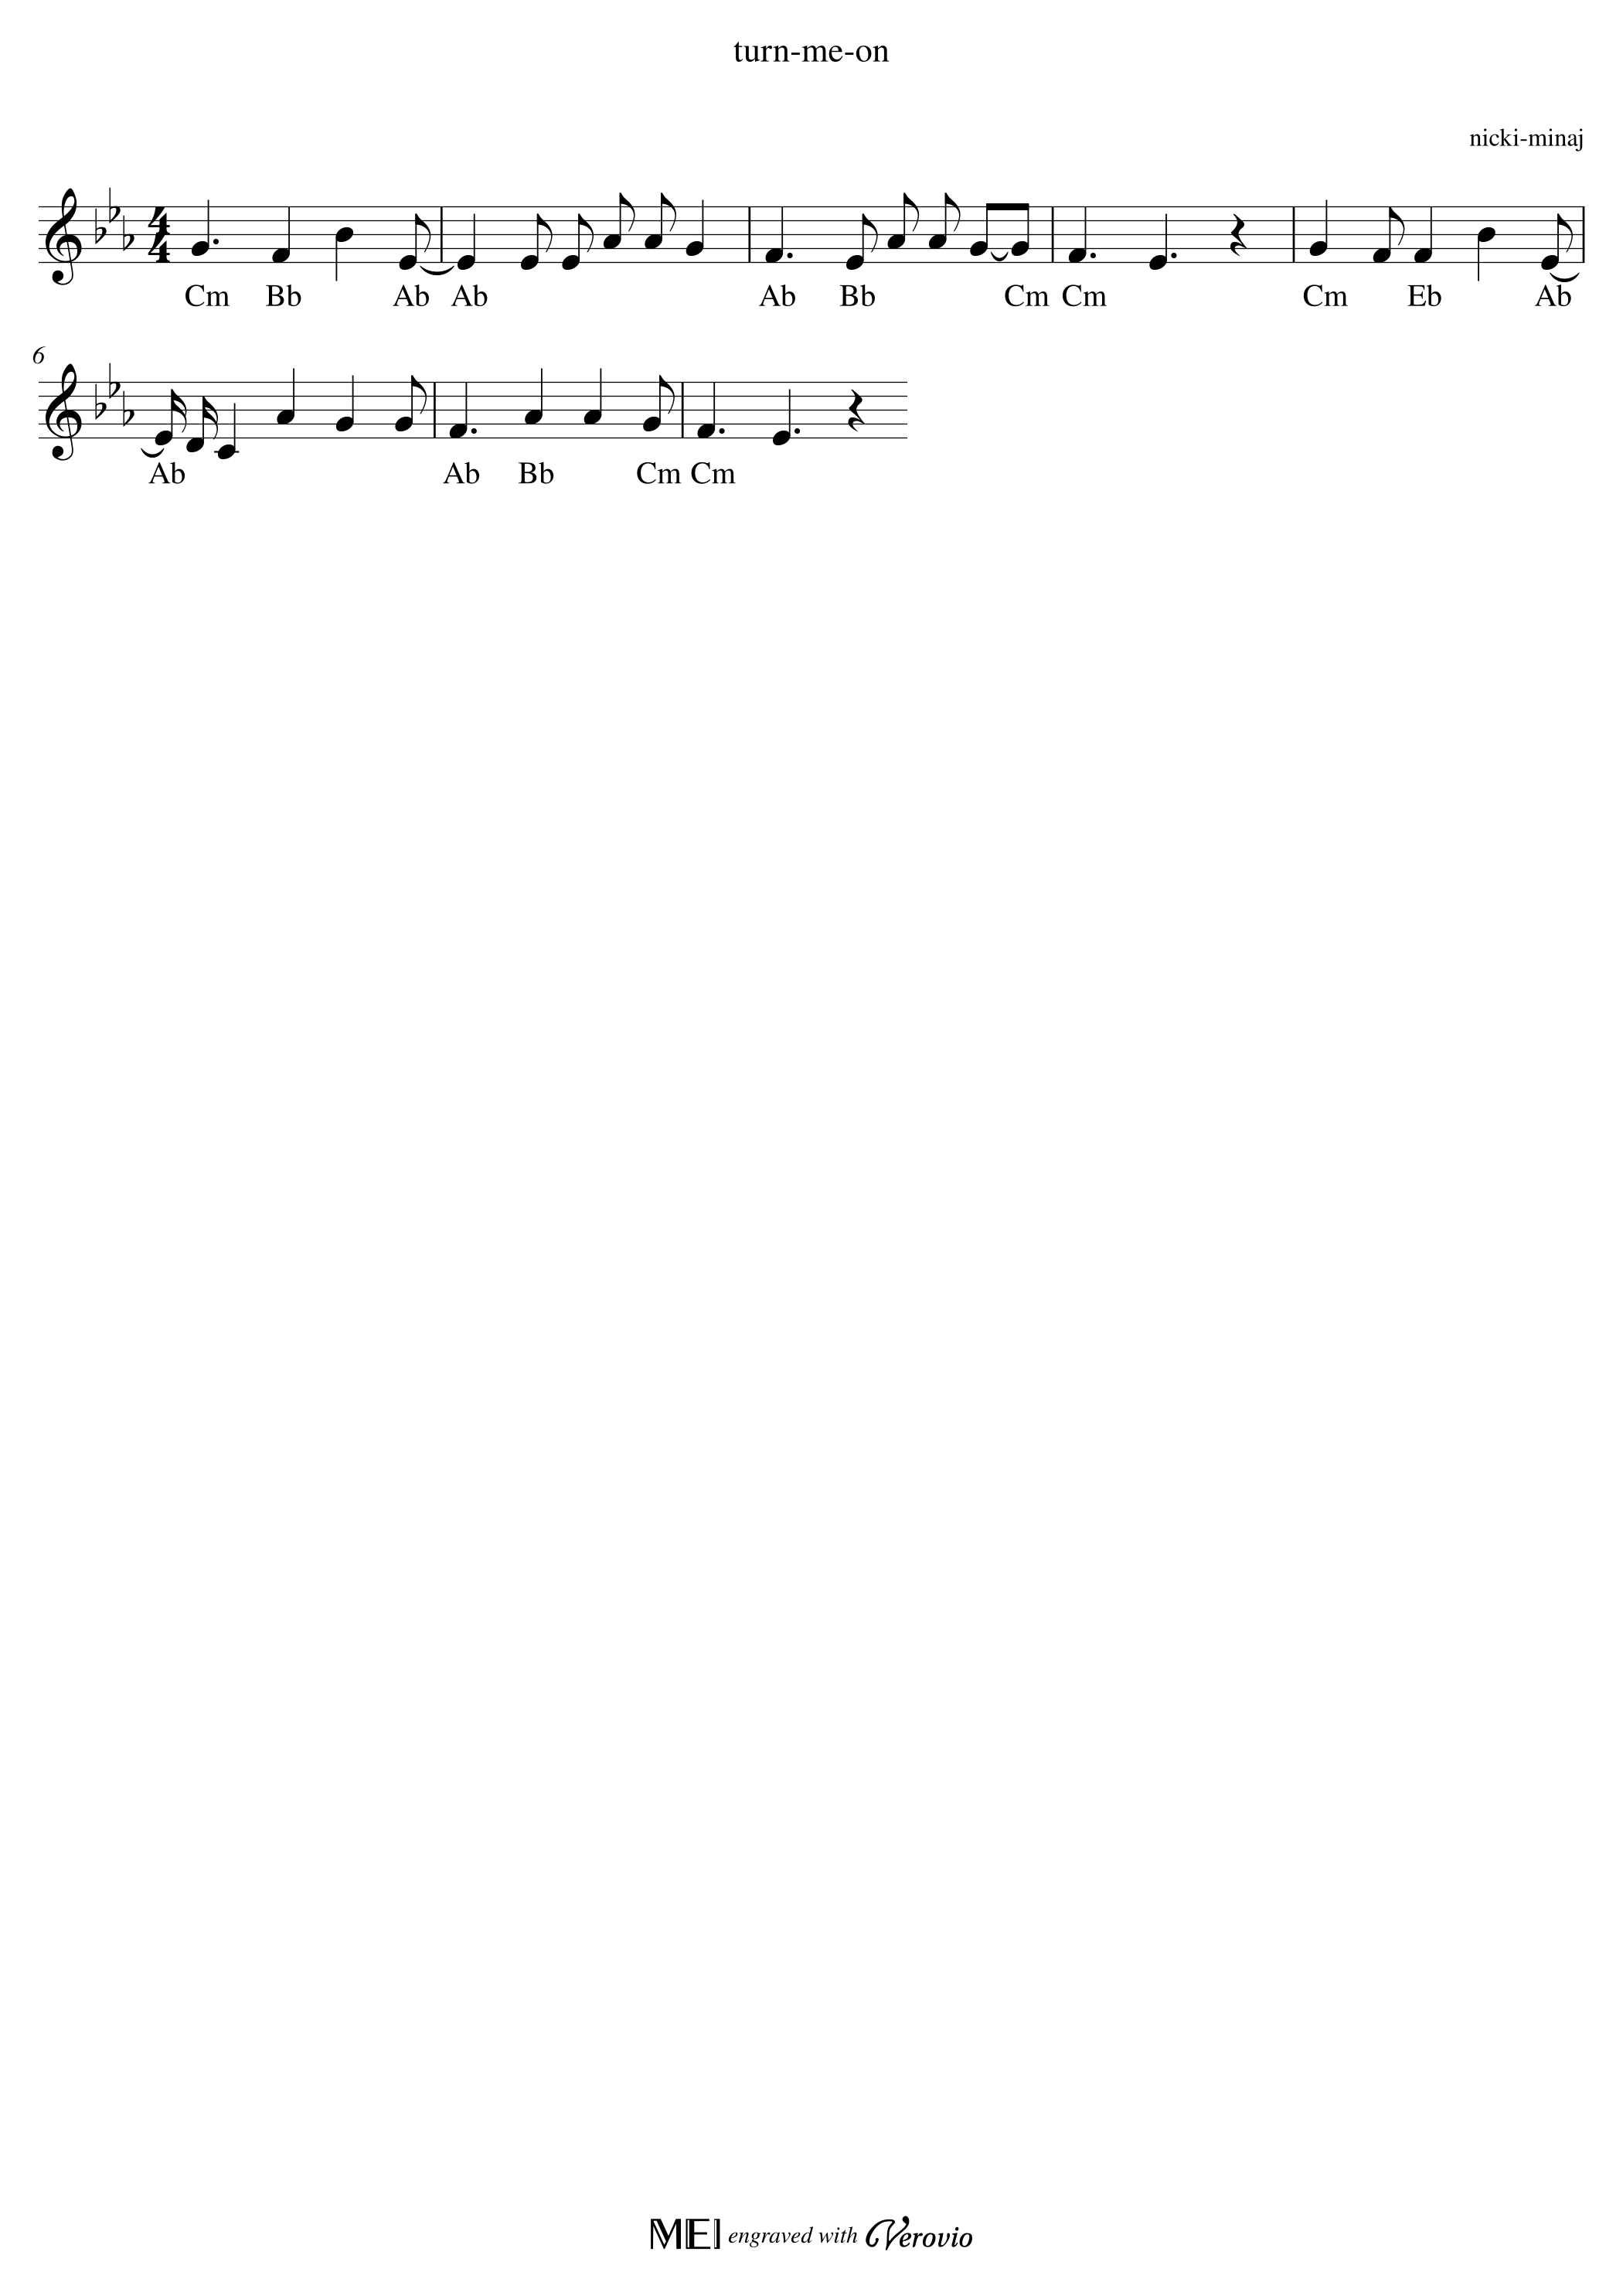 turn-me-on
nicki-minaj
4
4
Cm Bb Ab Ab Ab Bb Cm Cm Cm Eb Ab
6
Ab Ab Bb Cm Cm
MEI engraved with Verovio